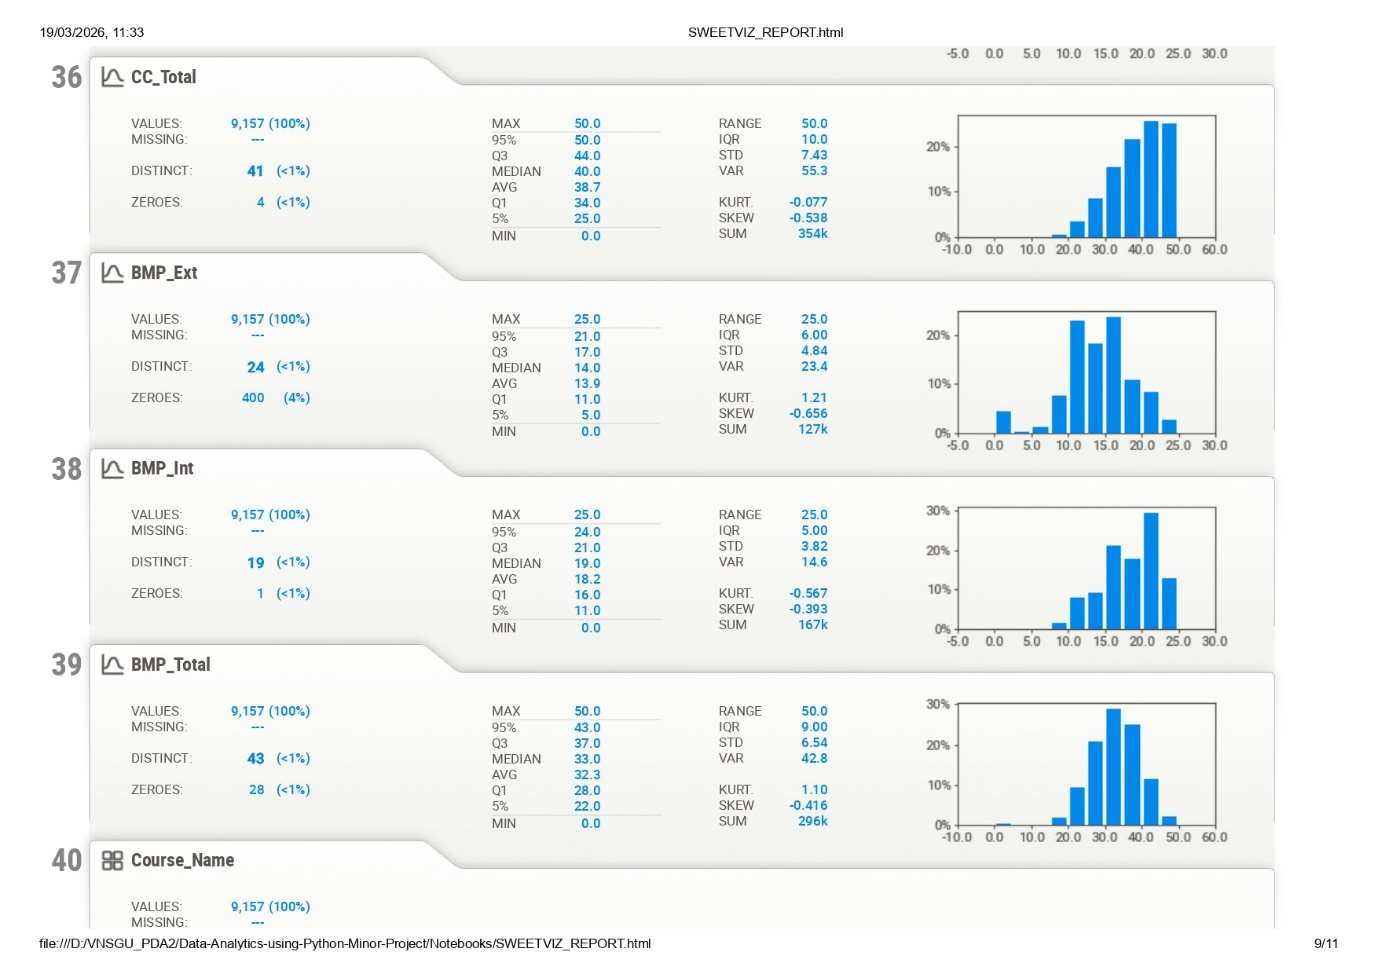 19/03/2026, 11:33 SWEETVIZ_REPORT.html
-5.0 0.0 5.0 10.0 15.0 20.0 25.0 30.0
36 CC_Total
VALUES: 9,157 (100%)
MISSING: ---
DISTINCT: 41 (<1%)
ZEROES: 4 (<1%)
MAX 50.0
95% 50.0
Q3 44.0
MEDIAN 40.0
AVG 38.7
Q1 34.0
5% 25.0
MIN 0.0
RANGE 50.0
IQR 10.0
STD 7.43
VAR 55.3
KURT. -0.077
SKEW -0.538
SUM 354k
20%
10%
0%
-10.0 0.0 10.0 20.0 30.0 40.0 50.0 60.0
37 BMP_Ext
VALUES: 9,157 (100%)
MISSING: ---
DISTINCT: 24 (<1%)
ZEROES: 400 (4%)
MAX 25.0
95% 21.0
Q3 17.0
MEDIAN 14.0
AVG 13.9
Q1 11.0
5% 5.0
MIN 0.0
RANGE 25.0
IQR 6.00
STD 4.84
VAR 23.4
KURT. 1.21
SKEW -0.656
SUM 127k
20%
10%
0%
-5.0 0.0 5.0 10.0 15.0 20.0 25.0 30.0
38 BMP_Int
VALUES: 9,157 (100%)
MISSING: ---
DISTINCT: 19 (<1%)
ZEROES: 1 (<1%)
MAX 25.0
95% 24.0
Q3 21.0
MEDIAN 19.0
AVG 18.2
Q1 16.0
5% 11.0
MIN 0.0
RANGE 25.0
IQR 5.00
STD 3.82
VAR 14.6
KURT. -0.567
SKEW -0.393
SUM 167k
30%
20%
10%
0%
-5.0 0.0 5.0 10.0 15.0 20.0 25.0 30.0
39 BMP_Total
VALUES: 9,157 (100%)
MISSING: ---
DISTINCT: 43 (<1%)
ZEROES: 28 (<1%)
MAX 50.0
95% 43.0
Q3 37.0
MEDIAN 33.0
AVG 32.3
Q1 28.0
5% 22.0
MIN 0.0
RANGE 50.0
IQR 9.00
STD 6.54
VAR 42.8
KURT. 1.10
SKEW -0.416
SUM 296k
30%
20%
10%
0%
-10.0 0.0 10.0 20.0 30.0 40.0 50.0 60.0
40 Course_Name
VALUES: 9,157 (100%)
MISSING: ---
file:///D:/VNSGU_PDA2/Data-Analytics-using-Python-Minor-Project/Notebooks/SWEETVIZ_REPORT.html 9/11